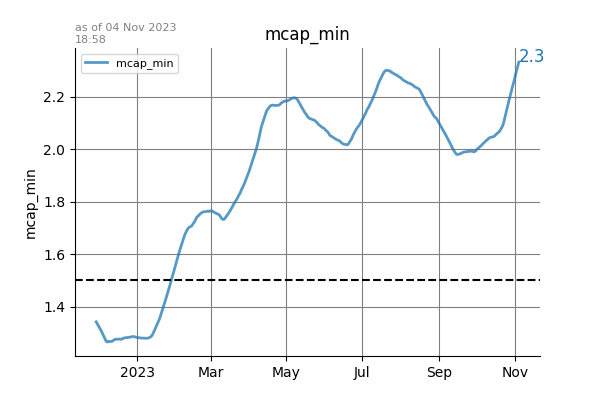 as of 04 Nov 2023
18:58
mcap_min
mcap_min
2.3
2.2
2.0
1.8
1.6
1.4
mcap_min
2023 Mar May Jul Sep Nov